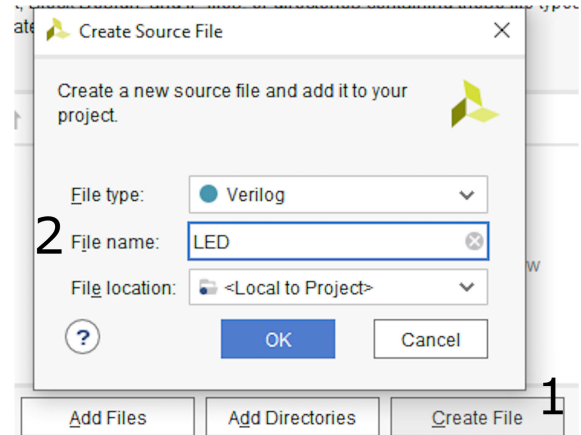 Create Source File
Create a new source file and add it to your
project.
File type: Verilog
2
File name: LED
File location: <Local to Project>
?
OK Cancel
1
Add Files Add Directories Create File